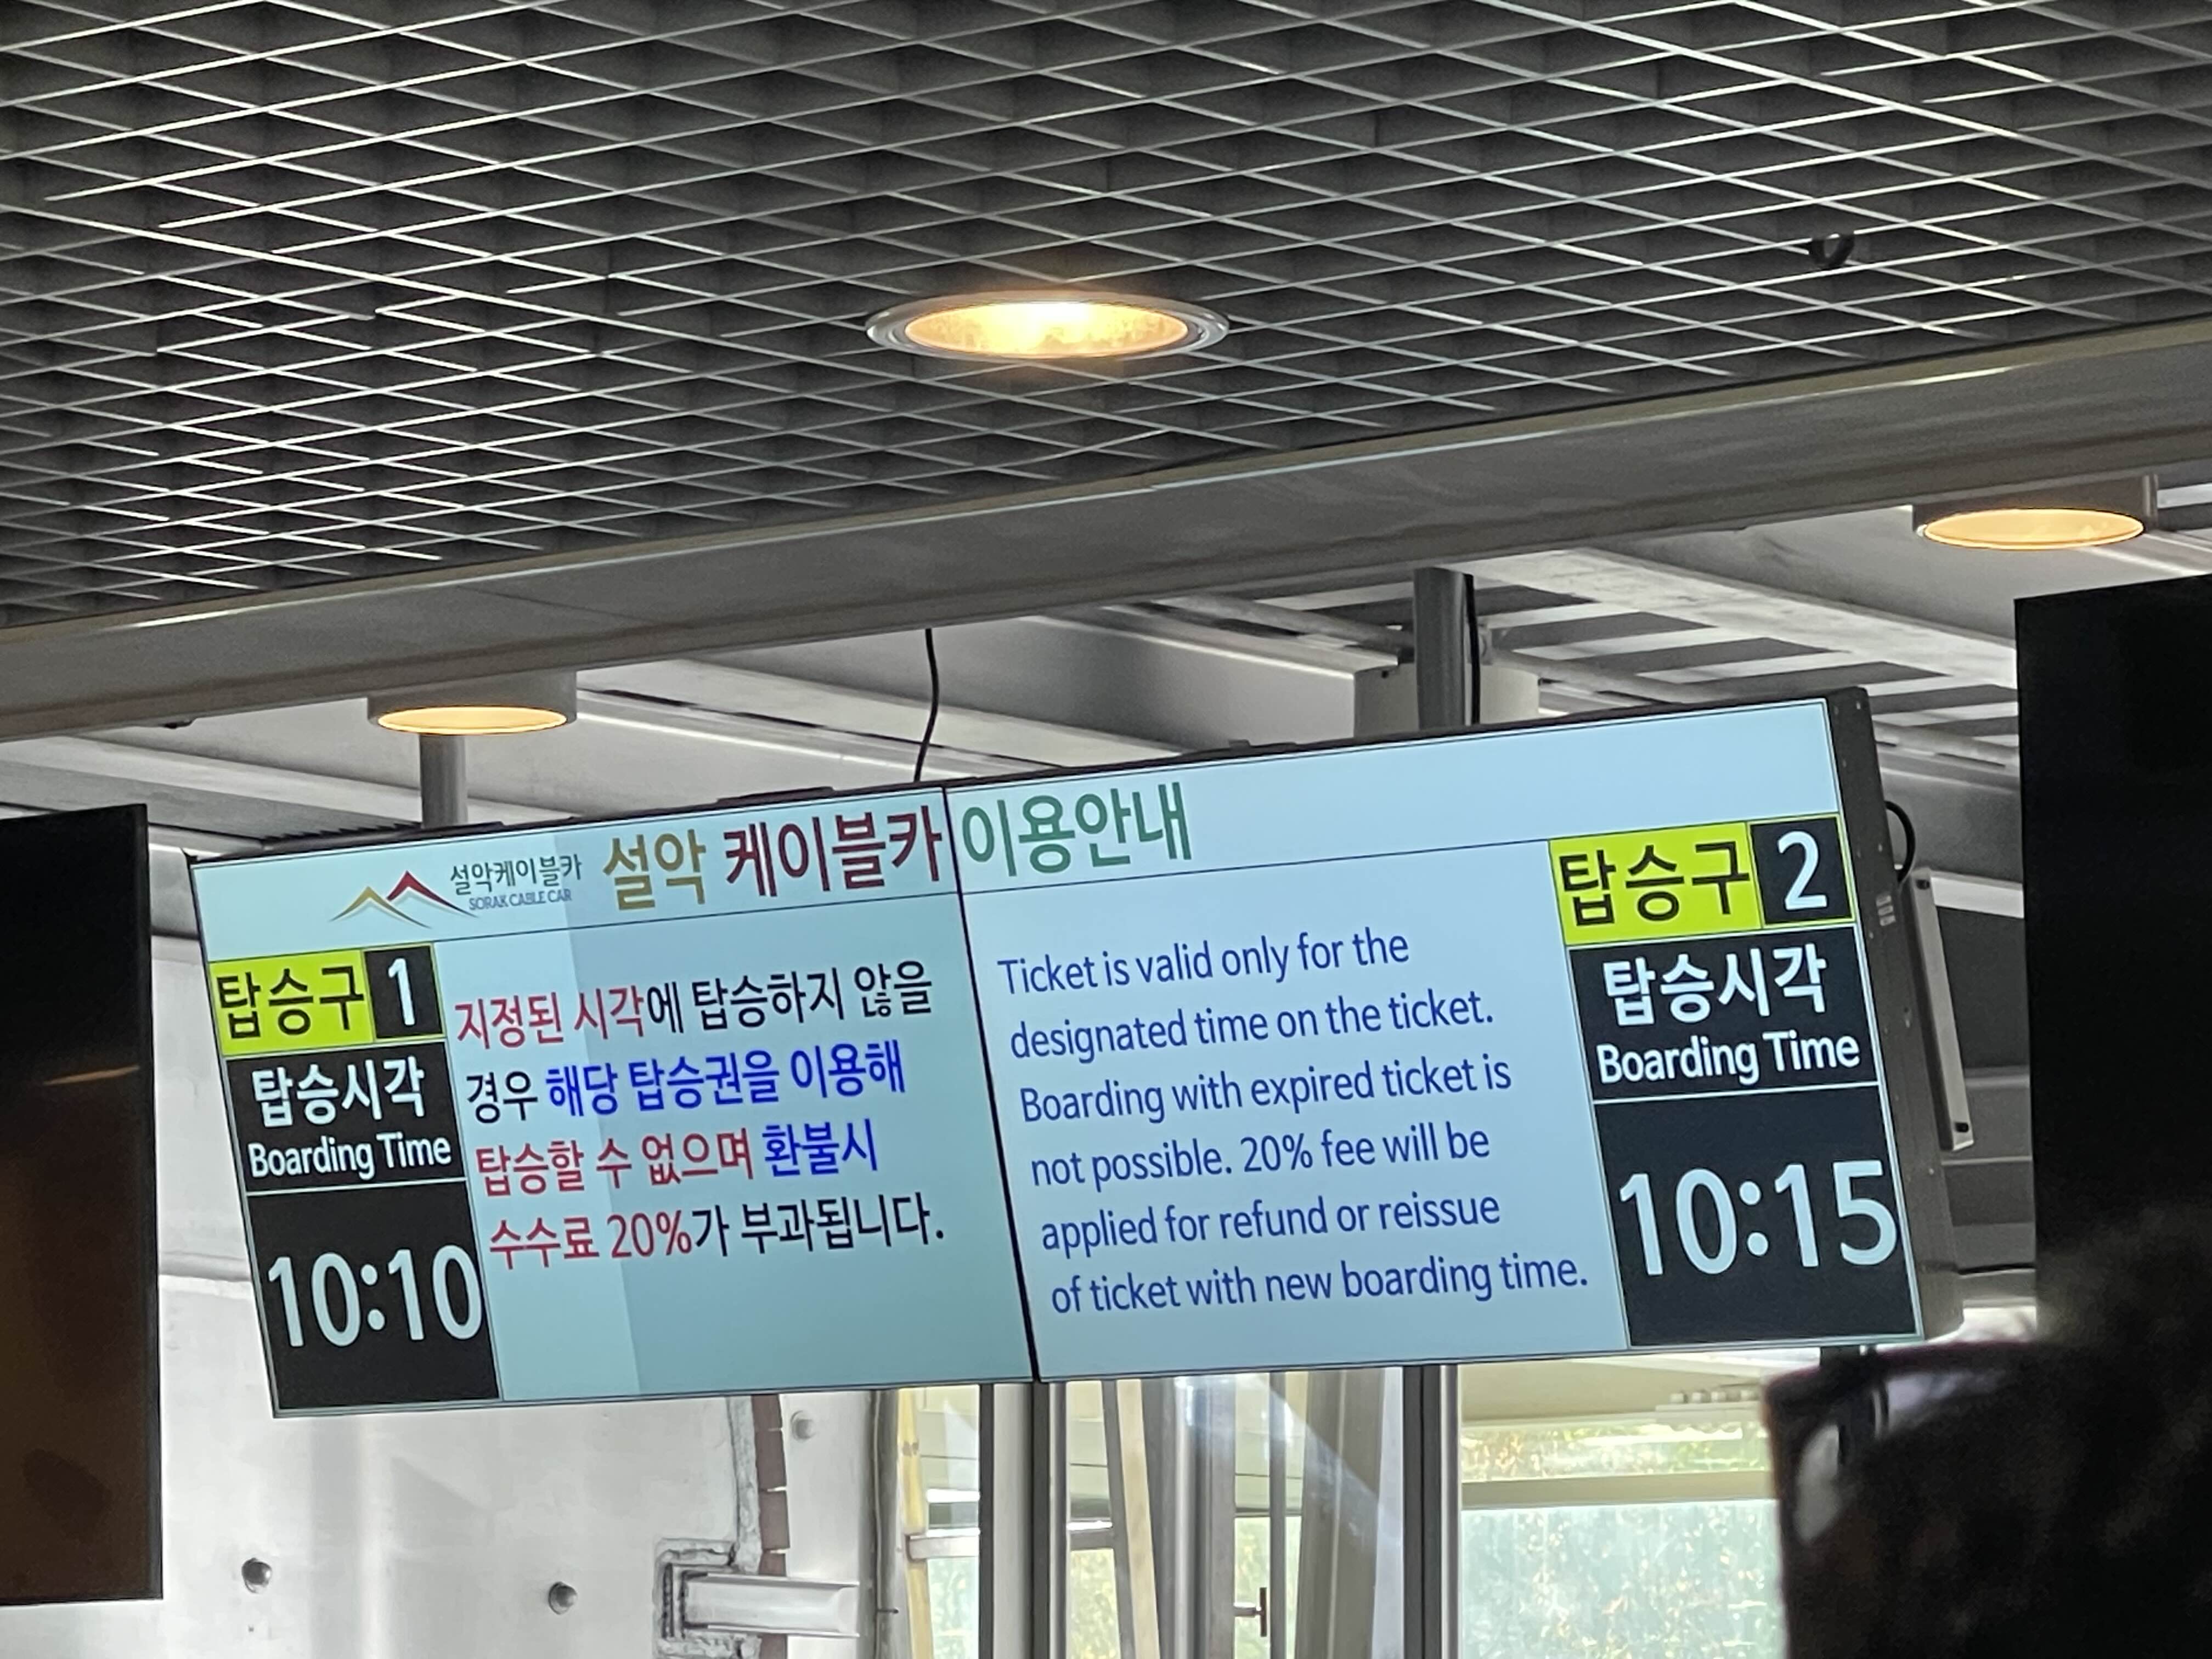 설악케이블카
SORAK CABLE CAR
설악 케이블카 이용안내
탑승구 1
탑승시각
Boarding Time
10:10
지정된 시각에 탑승하지 않을
경우 해당 탑승권을 이용해
탑승할 수 없으며 환불시
수수료 20%가 부과됩니다.
Ticket is valid only for the
designated time on the ticket.
Boarding with expired ticket is
not possible. 20% fee will be
applied for refund or reissue
of ticket with new boarding time.
탑승구 2
탑승시각
Boarding Time
10:15